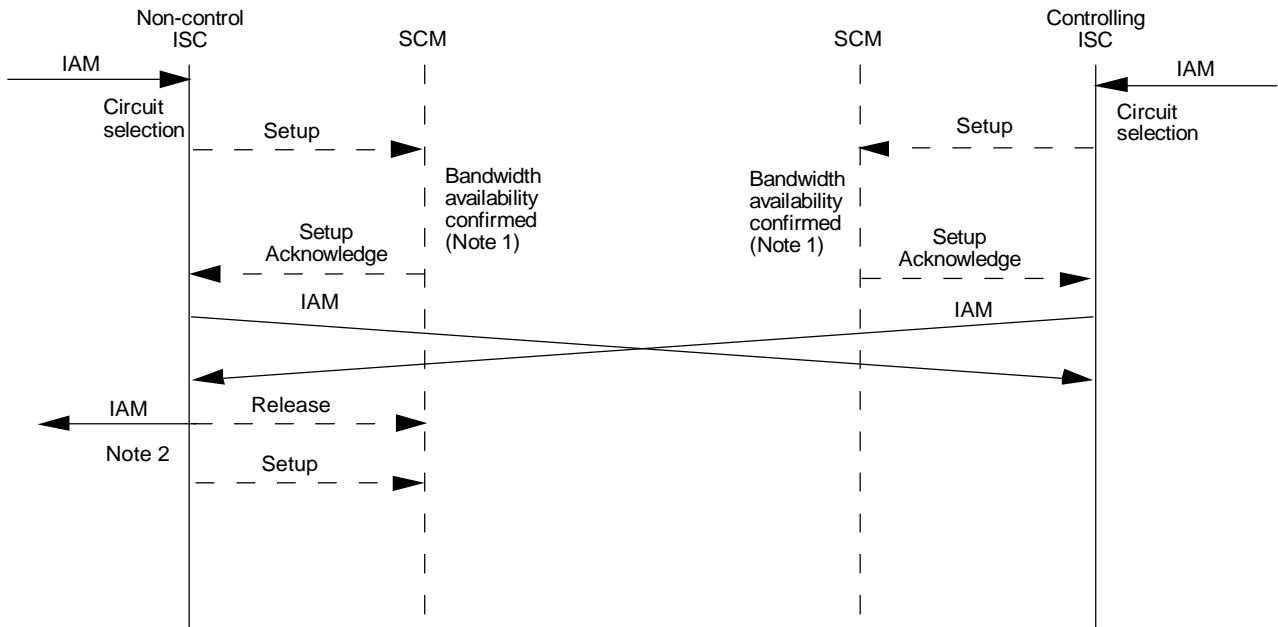 Non-control
ISC
SCM
SCM
Controlling
ISC
IAM
IAM
Circuit
selection
Setup
Setup
Circuit
selection
Bandwidth
availability
confirmed
(Note 1)
Bandwidth
availability
confirmed
(Note 1)
Setup
Acknowledge
Setup
Acknowledge
IAM
IAM
IAM
Release
Note 2
Setup